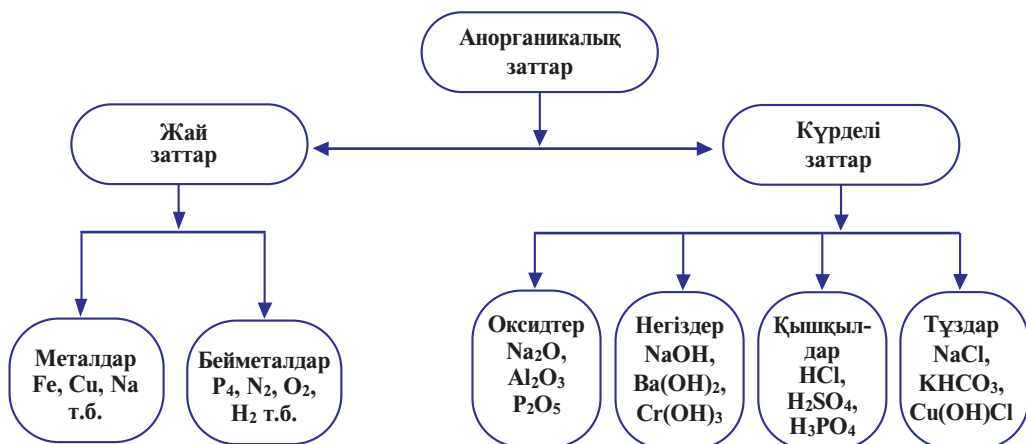 Анорганикалық
заттар
Жай
заттар
Күрделі
заттар
Металдар
Fe, Cu, Na
т.б.
Бейметалдар
P₄, N₂, O₂,
H₂ т.б.
Оксидтер
Na₂O,
Al₂O₃
P₂O₅
Негіздер
NaOH,
Ba(OH)₂,
Cr(OH)₃
Қышқыл-
дар
HCl,
H₂SO₄,
H₃PO₄
Тұздар
NaCl,
KHCO₃,
Cu(OH)Cl